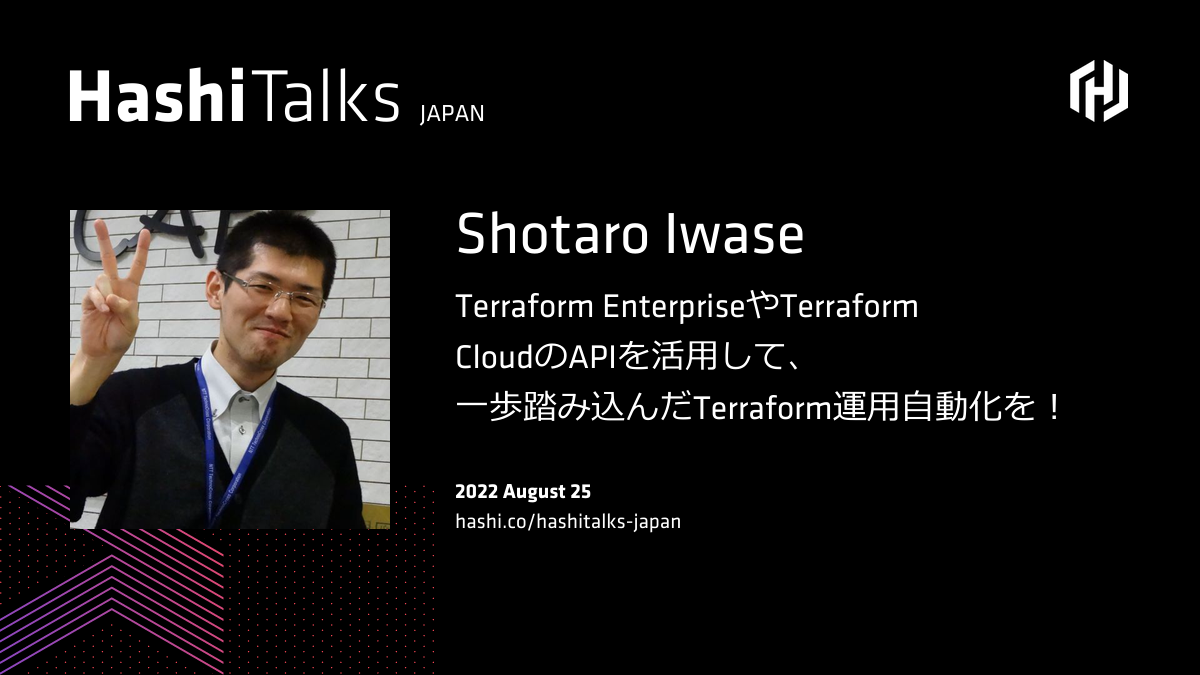 HashiTalks JAPAN
Shotaro Iwase
Terraform EnterpriseやTerraform
CloudのAPIを活用して、
一歩踏み込んだTerraform運用自動化を！
2022 August 25
hashi.co/hashitalks-japan